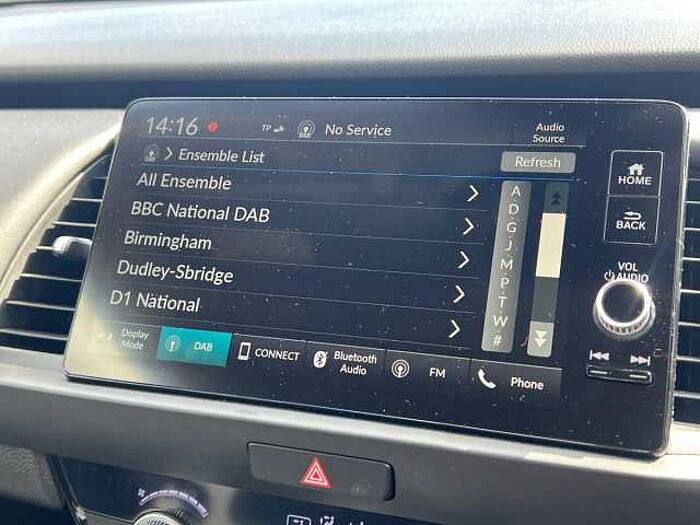 14:16 TP No Service Audio Source
Ensemble List Refresh
All Ensemble
BBC National DAB
Birmingham
Dudley-Sbridge
D1 National
A
D
G
J
M
P
T
W
#
Display Mode DAB CONNECT Bluetooth Audio FM Phone
HOME
BACK
VOL
AUDIO